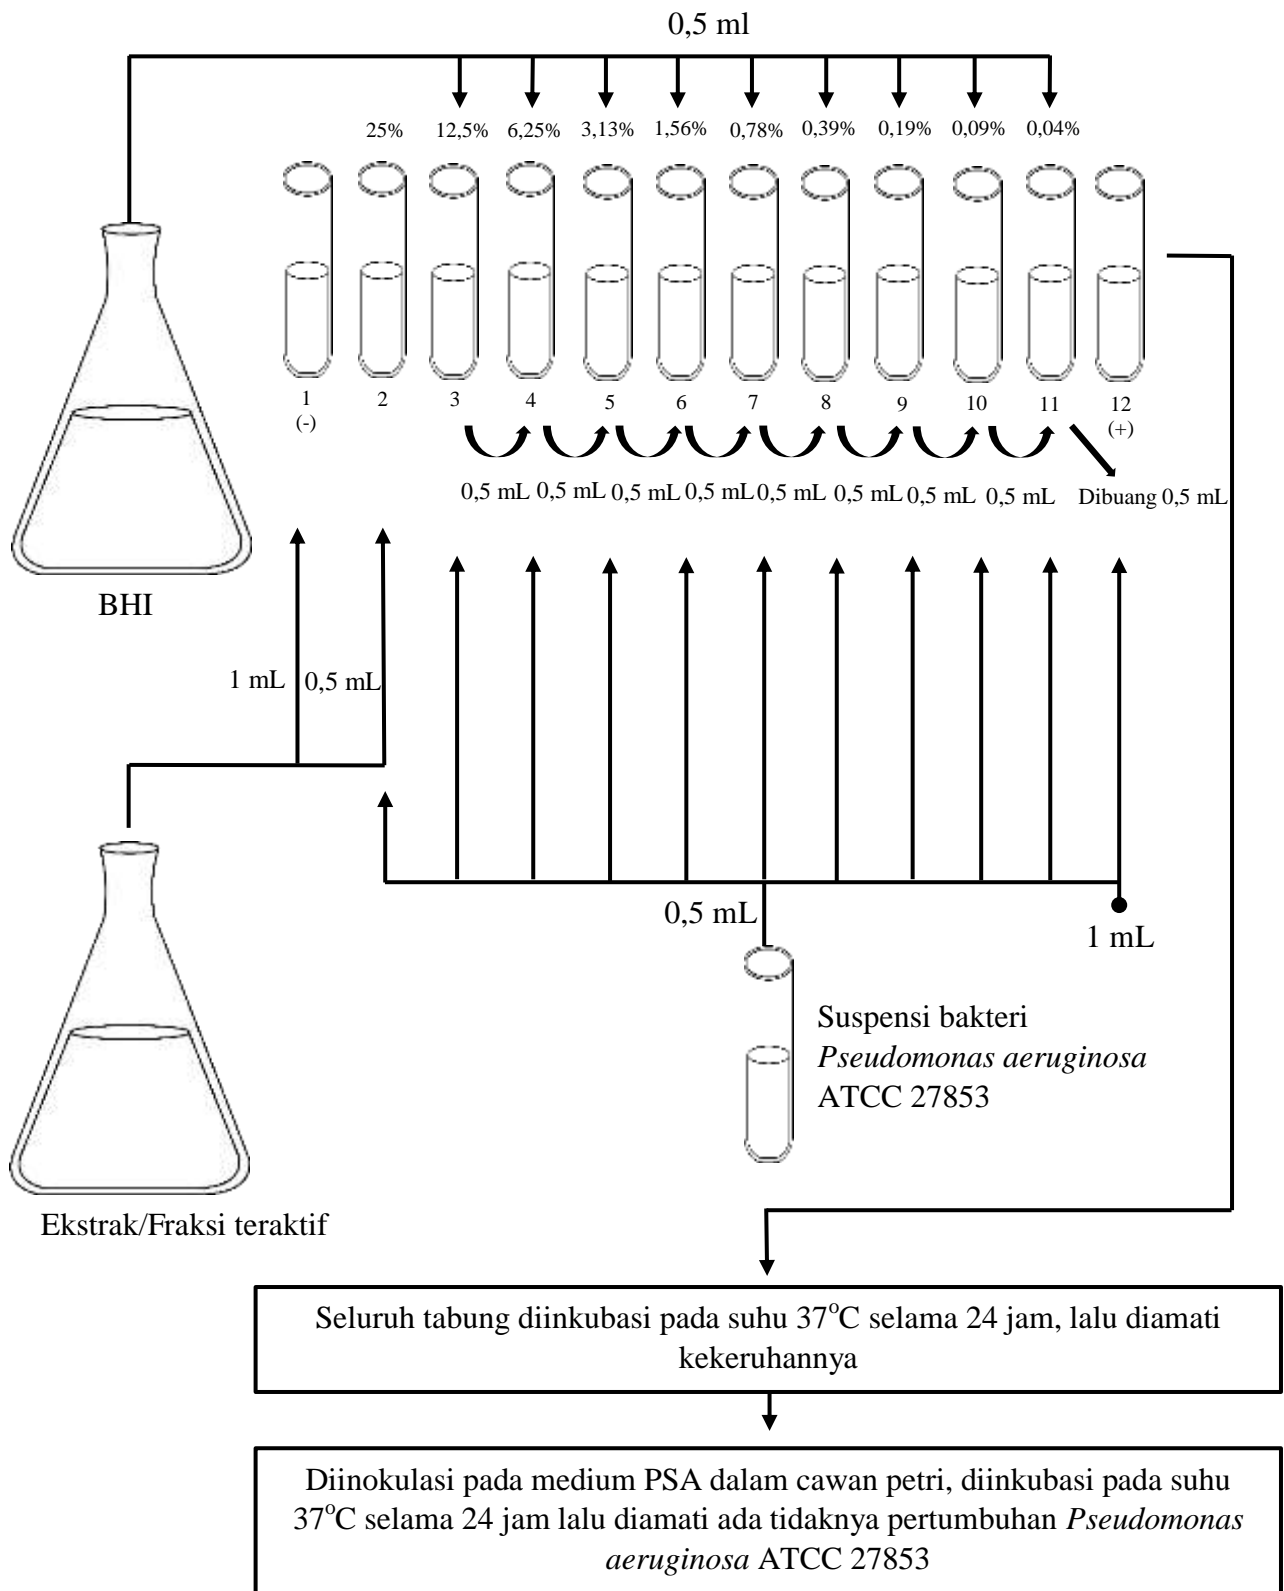 0,5 ml
25% 12,5% 6,25% 3,13% 1,56% 0,78% 0,39% 0,19% 0,09% 0,04%
1 2 3 4 5 6 7 8 9 10 11 12
(-) (+)
0,5 mL 0,5 mL 0,5 mL 0,5 mL 0,5 mL 0,5 mL 0,5 mL 0,5 mL Dibuang 0,5 mL
BHI
1 mL 0,5 mL
0,5 mL
1 mL
Suspensi bakteri
Pseudomonas aeruginosa
ATCC 27853
Ekstrak/Fraksi teraktif
Seluruh tabung diinkubasi pada suhu 37°C selama 24 jam, lalu diamati
kekeruhannya
Diinokulasi pada medium PSA dalam cawan petri, diinkubasi pada suhu
37°C selama 24 jam lalu diamati ada tidaknya pertumbuhan Pseudomonas
aeruginosa ATCC 27853